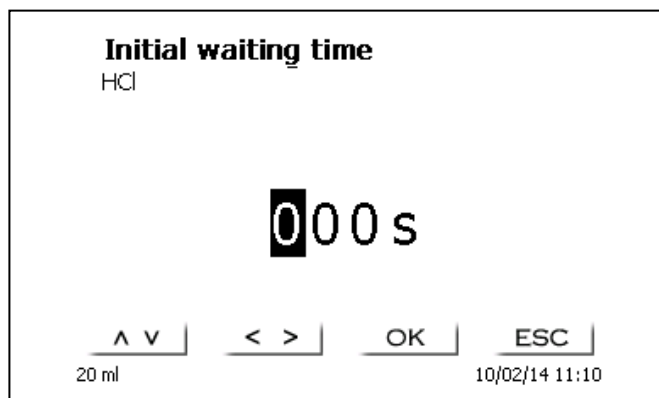 Initial waiting time
HCl
000s
∧ ∨ < > OK ESC
20 ml 10/02/14 11:10